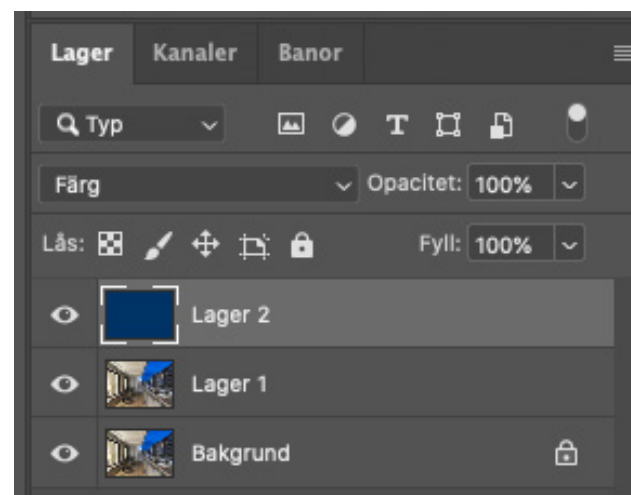 Lager Kanaler Banor
Typ
Färg Opacitet: 100%
Lås: Fyll: 100%
Lager 2
Lager 1
Bakgrund